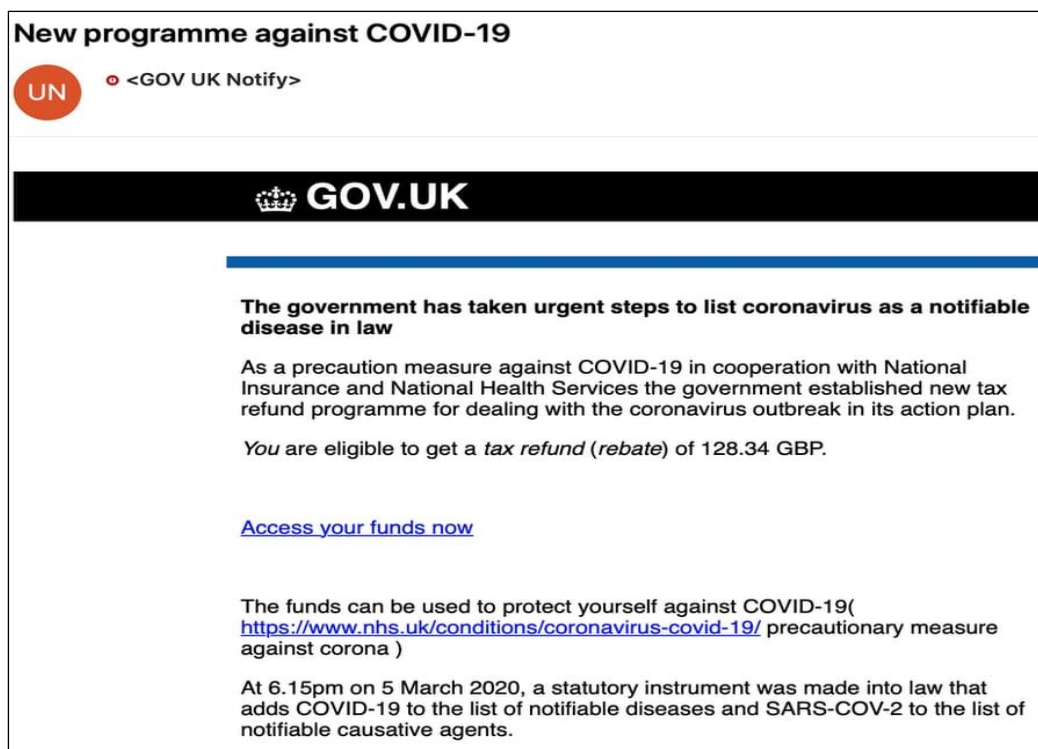 New programme against COVID-19
UN
<GOV UK Notify>
GOV.UK
The government has taken urgent steps to list coronavirus as a notifiable
disease in law
As a precaution measure against COVID-19 in cooperation with National
Insurance and National Health Services the government established new tax
refund programme for dealing with the coronavirus outbreak in its action plan.
You are eligible to get a tax refund (rebate) of 128.34 GBP.
Access your funds now
The funds can be used to protect yourself against COVID-19(
https://www.nhs.uk/conditions/coronavirus-covid-19/ precautionary measure
against corona )
At 6.15pm on 5 March 2020, a statutory instrument was made into law that
adds COVID-19 to the list of notifiable diseases and SARS-COV-2 to the list of
notifiable causative agents.